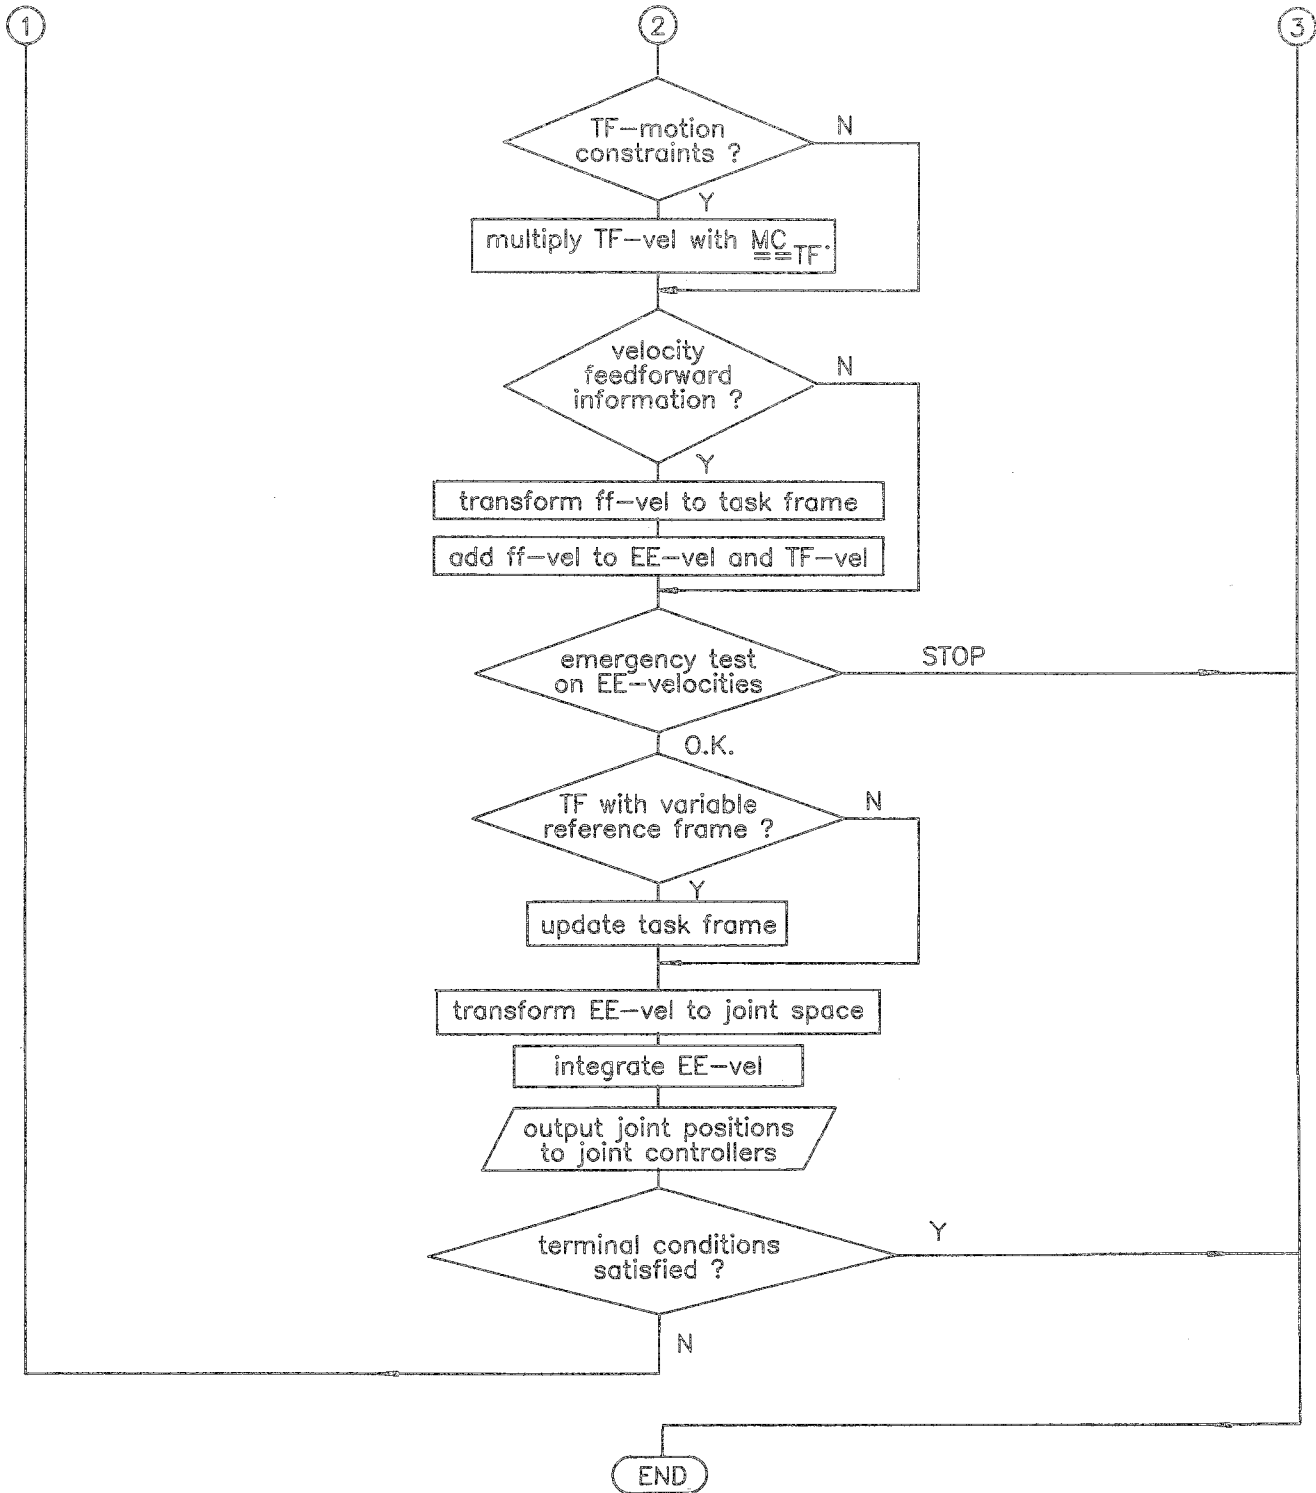 1
2
3
TF-motion
constraints ?
N
Y
multiply TF-vel with MC TF.
velocity
feedforward
information ?
N
Y
transform ff-vel to task frame
add ff-vel to EE-vel and TF-vel
emergency test
on EE-velocities
STOP
O.K.
TF with variable
reference frame ?
N
Y
update task frame
transform EE-vel to joint space
integrate EE-vel
output joint positions
to joint controllers
terminal conditions
satisfied ?
Y
N
END